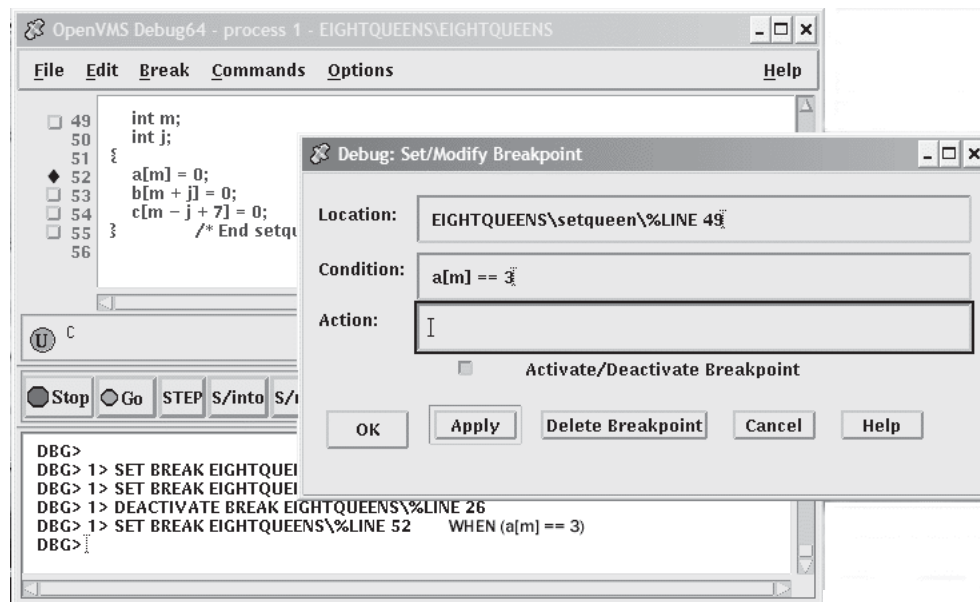 OpenVMS Debug64 - process 1 - EIGHTQUEENS\EIGHTQUEENS
File Edit Break Commands Options Help
49 int m;
50 int j;
51 {
52 a[m] = 0;
53 b[m + j] = 0;
54 c[m - j + 7] = 0;
55 } /* End setqu
56
Debug: Set/Modify Breakpoint
Location: EIGHTQUEENS\setqueen\%LINE 49
Condition: a[m] == 3
Action:
Activate/Deactivate Breakpoint
OK Apply Delete Breakpoint Cancel Help
U C
Stop Go STEP S/into S/r
DBG>
DBG> 1> SET BREAK EIGHTQUEI
DBG> 1> SET BREAK EIGHTQUEI
DBG> 1> DEACTIVATE BREAK EIGHTQUEENS\%LINE 26
DBG> 1> SET BREAK EIGHTQUEENS\%LINE 52 WHEN (a[m] == 3)
DBG>